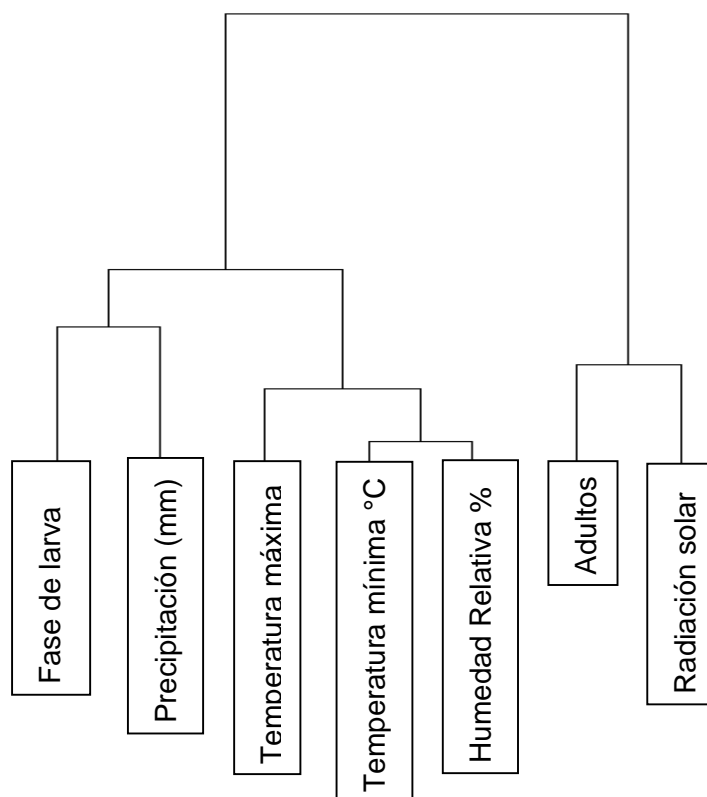 Fase de larva
Precipitación (mm)
Temperatura máxima
Temperatura mínima °C
Humedad Relativa %
Adultos
Radiación solar